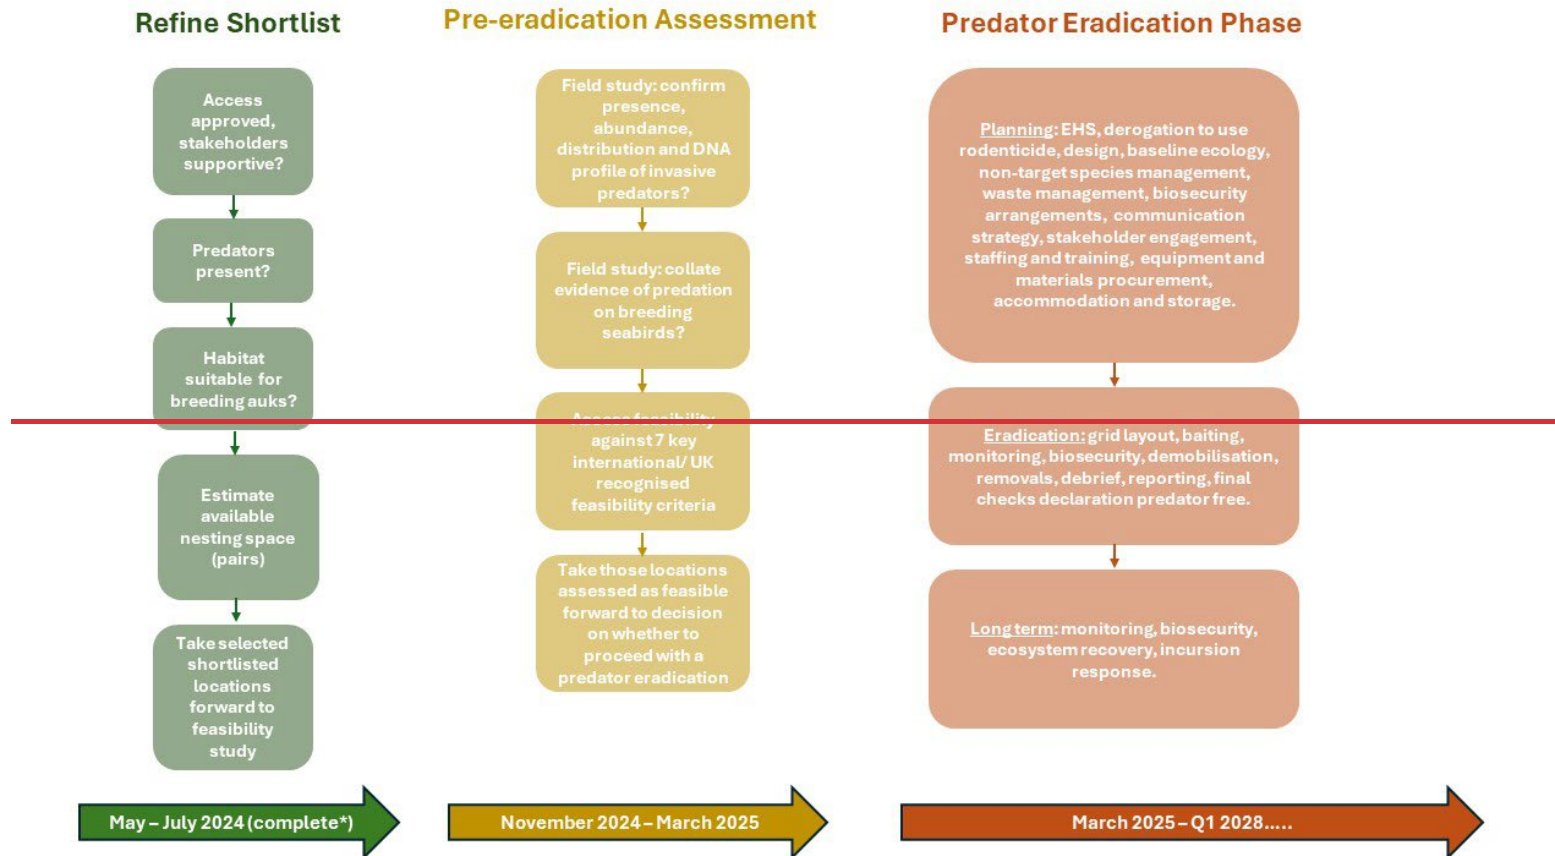 Refine Shortlist
Access
approved,
stakeholders
supportive?
Predators
present?
Habitat
suitable for
breeding auks?
Estimate
available
nesting space
(pairs)
Take selected
shortlisted
locations
forward to
feasibility
study
May – July 2024 (complete*)
Pre-eradication Assessment
Field study: confirm
presence,
abundance,
distribution and DNA
profile of invasive
predators?
Field study: collate
evidence of predation
on breeding
seabirds?
feasibility
against 7 key
international/ UK
recognised
feasibility criteria
Take those locations
assessed as feasible
forward to decision
on whether to
proceed with a
predator eradication
November 2024 – March 2025
Predator Eradication Phase
Planning: EHS, derogation to use
rodenticide, design, baseline ecology,
non-target species management,
waste management, biosecurity
arrangements, communication
strategy, stakeholder engagement,
staffing and training, equipment and
materials procurement,
accommodation and storage.
Eradication: grid layout, baiting,
monitoring, biosecurity, demobilisation,
removals, debrief, reporting, final
checks declaration predator free.
Long term: monitoring, biosecurity,
ecosystem recovery, incursion
response.
March 2025 – Q1 2028.....